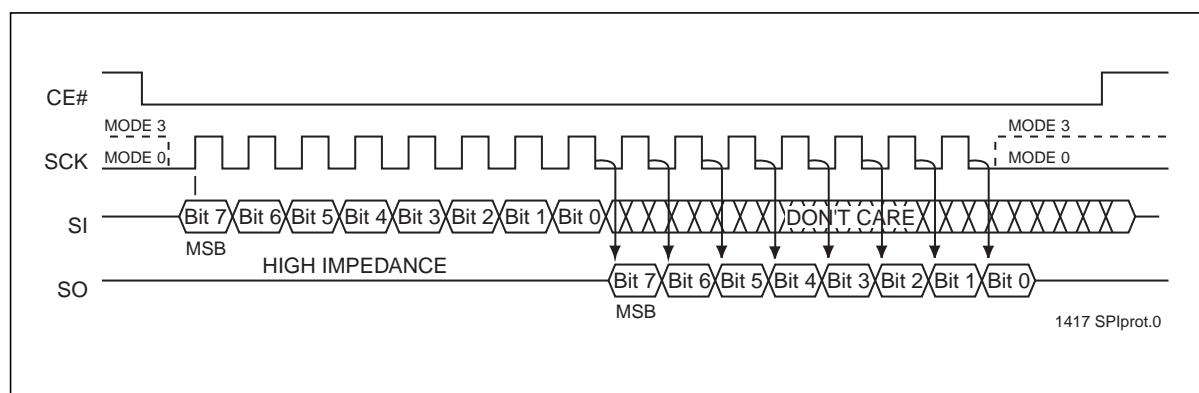 CE#
MODE 3
MODE 3
SCK
MODE 0
MODE 0
SI
Bit 7 Bit 6 Bit 5 Bit 4 Bit 3 Bit 2 Bit 1 Bit 0
DON'T CARE
MSB
HIGH IMPEDANCE
SO
Bit 7 Bit 6 Bit 5 Bit 4 Bit 3 Bit 2 Bit 1 Bit 0
MSB
1417 SPIprot.0